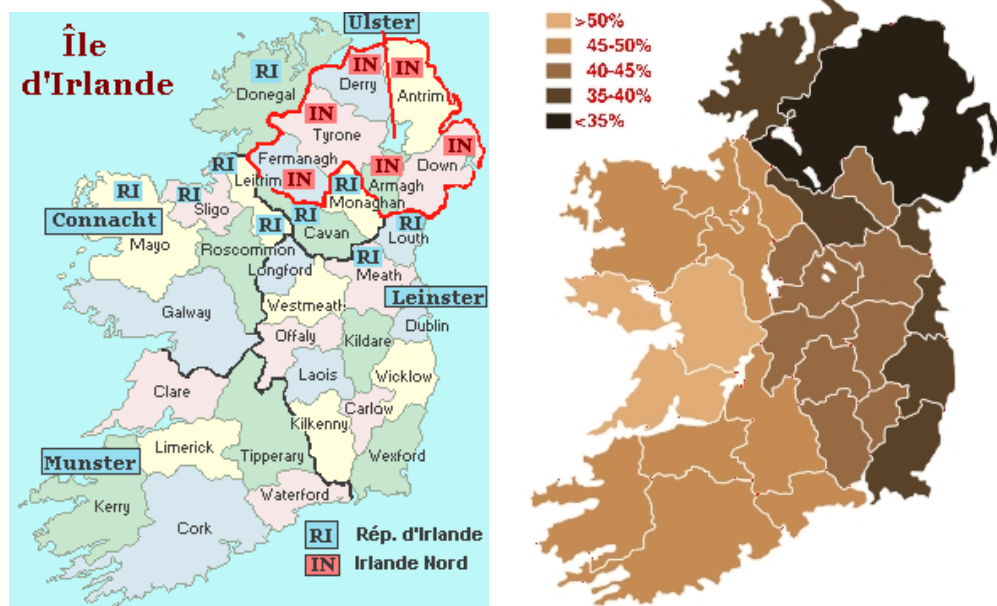 Île
d'Irlande
Ulster
RI
Donegal
IN
IN
Derry
Antrim
IN
Tyrone
IN
Down
Fermanagh
IN
IN
Armagh
RI
Leitrim
RI
Monaghan
RI
RI
Sligo
Connacht
Mayo
RI
Cavan
RI
Roscommon
RI
Louth
Longford
RI
Meath
Leinster
Galway
Westmeath
Dublin
Offaly
Kildare
Laois
Wicklow
Clare
Carlow
Kilkenny
Limerick
Munster
Tipperary
Wexford
Kerry
Waterford
Cork
RI Rép. d'Irlande
IN Irlande Nord
>50%
45-50%
40-45%
35-40%
<35%